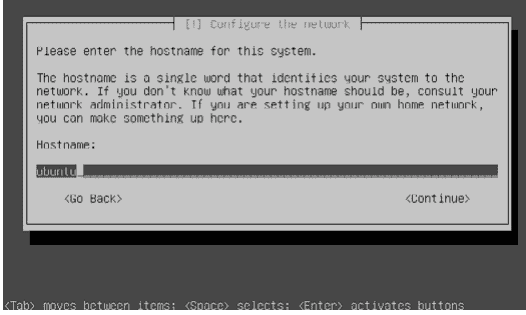 [!] Configure the network
Please enter the hostname for this system.
The hostname is a single word that identifies your system to the
network. If you don't know what your hostname should be, consult your
network administrator. If you are setting up your own home network,
you can make something up here.
Hostname:
ubuntu
<Go Back> <Continue>
<Tab> moves between items; <Space> selects; <Enter> activates buttons